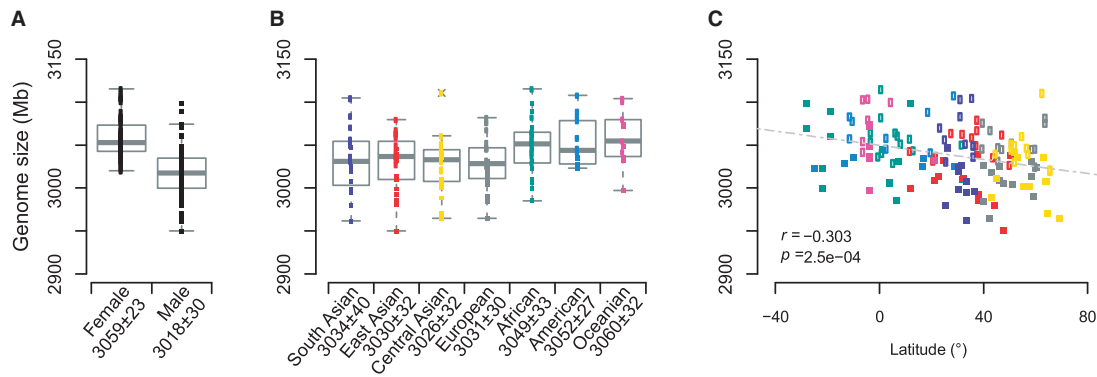 A
B
C
Genome size (Mb)
3150
3000
2900
Female
3059±23
Male
3018±30
3150
3000
2900
South Asian
3034±40
East Asian
3030±32
Central Asian
3026±32
European
3031±30
African
3049±33
American
3052±27
Oceanian
3060±32
3150
3000
2900
r = −0.303
p =2.5e−04
−40 0 40 80
Latitude (°)